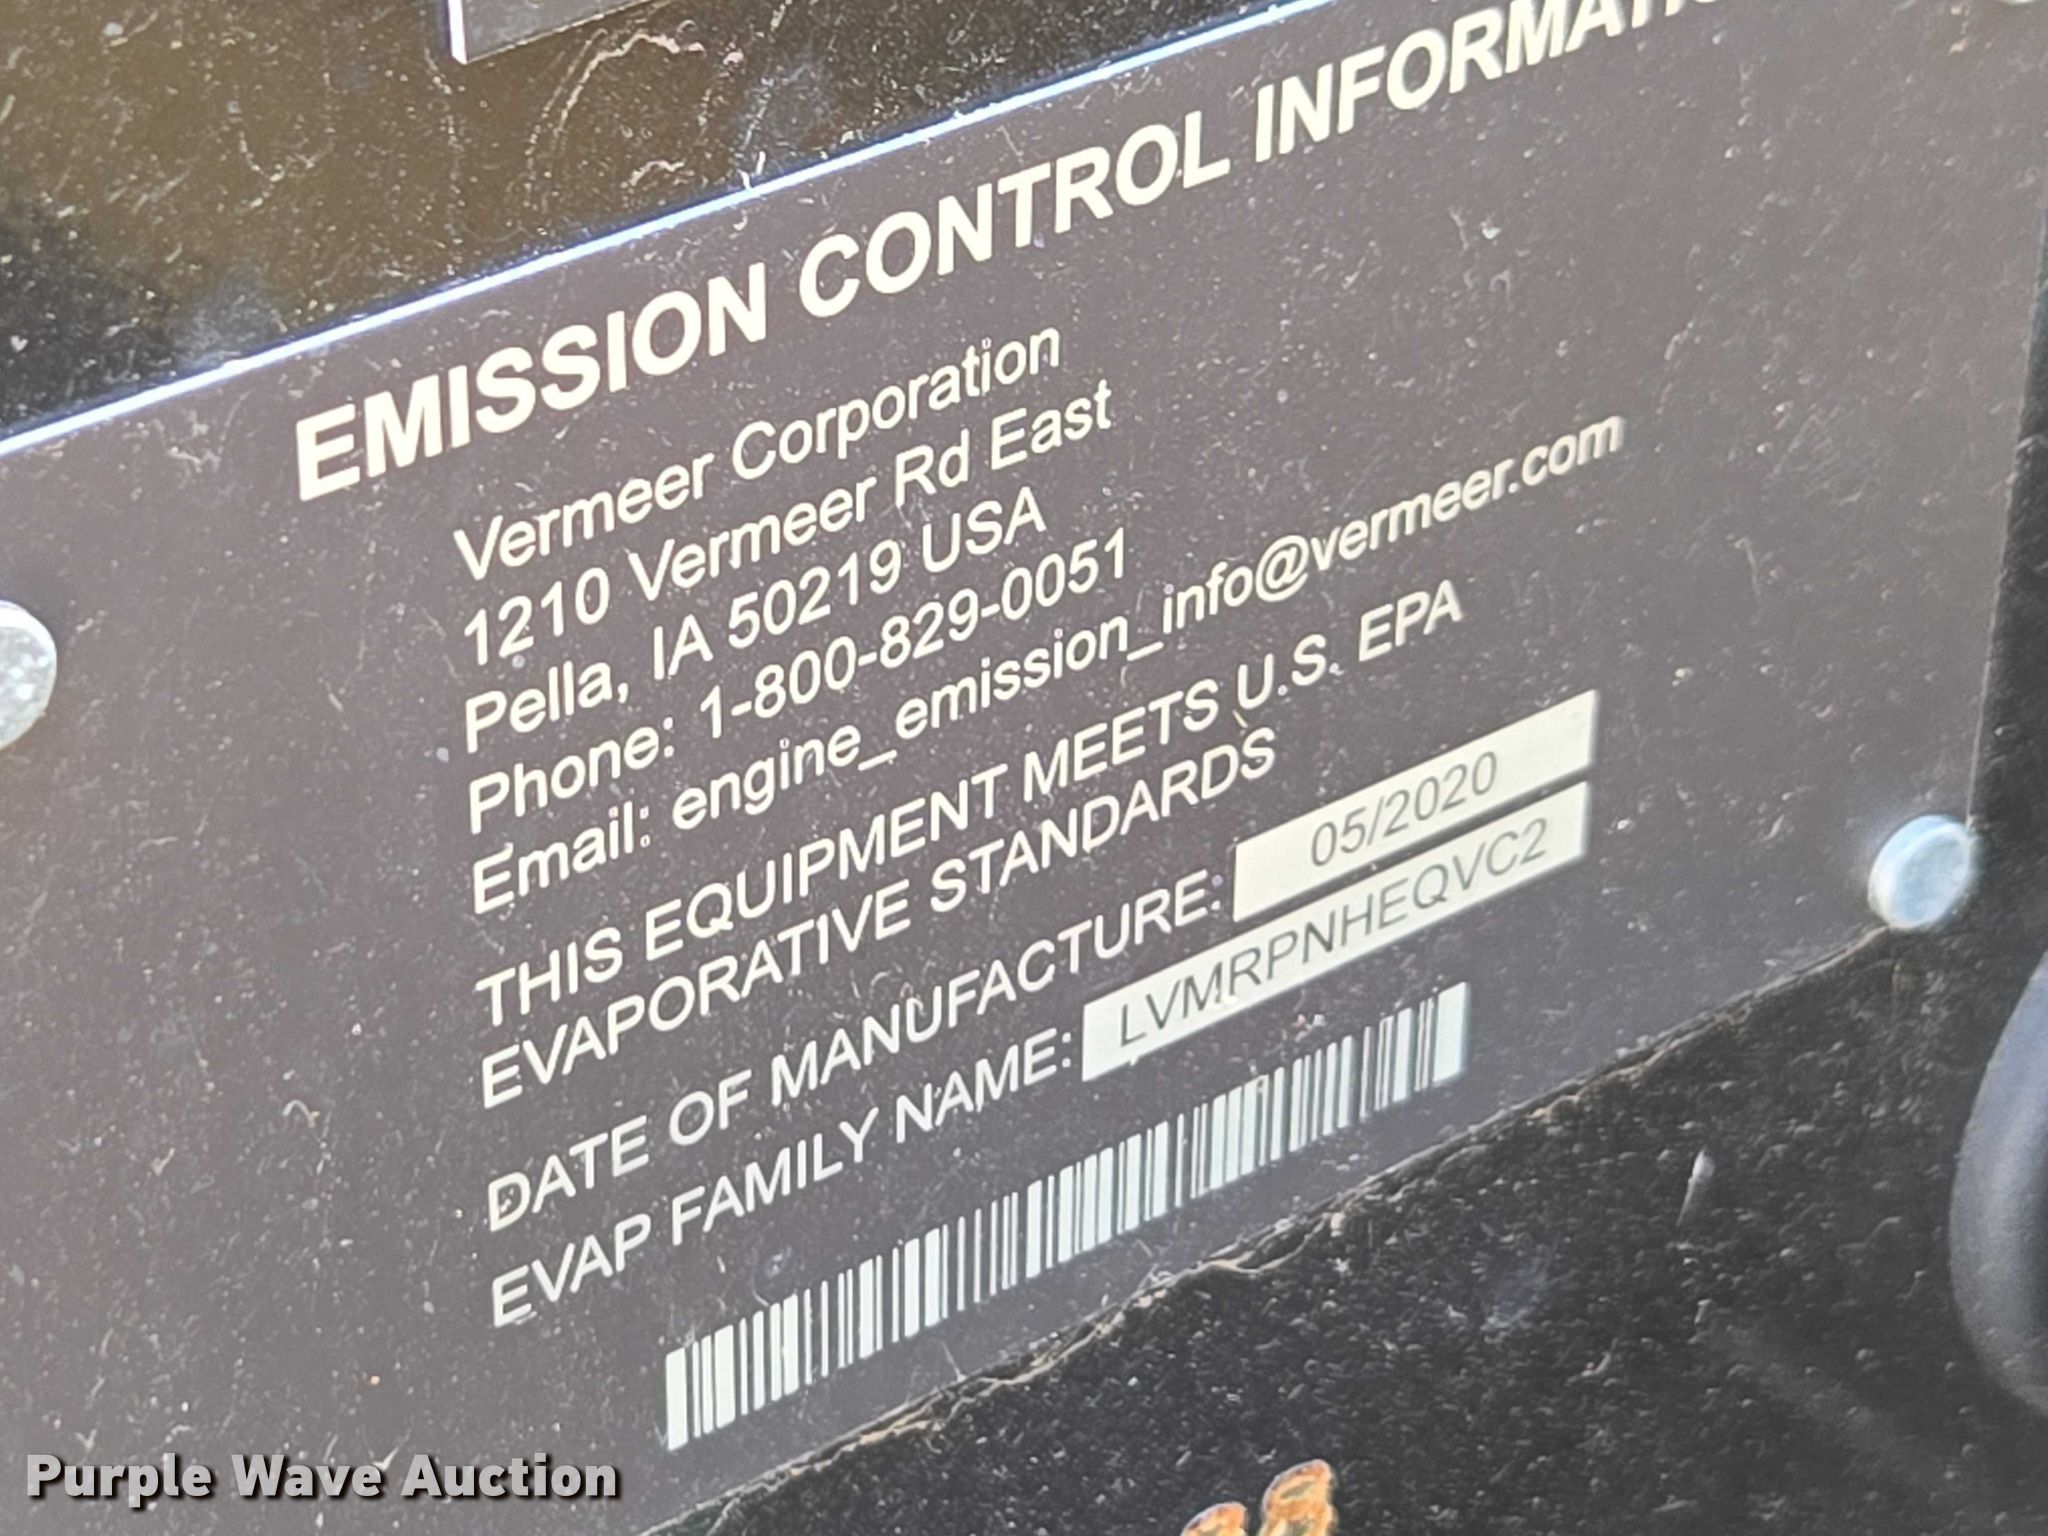 EMISSION CONTROL
Vermeer Corporation
1210 Vermeer Rd East
Pella, IA 50219 USA
Phone: 1-800-829-0051
Email: engine_emission_info@vermeer.com
THIS EQUIPMENT MEETS U.S. EPA
EVAPORATIVE STANDARDS
DATE OF MANUFACTURE: 05/2020
EVAP FAMILY NAME: LVMRPNHEQVC2
Purple Wave Auction